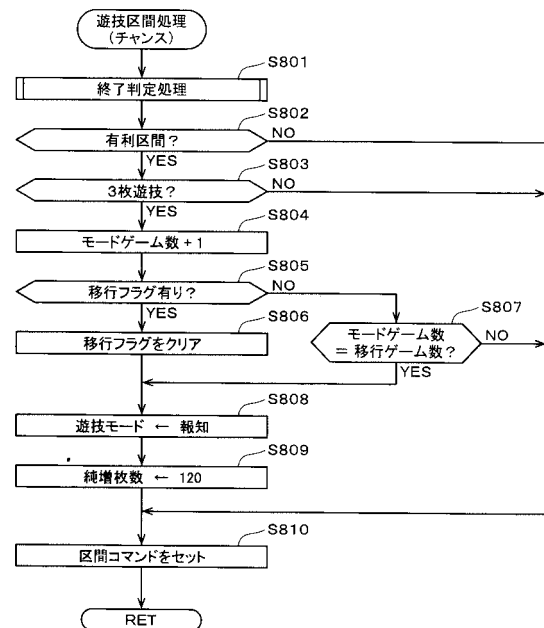 遊技区間処理
(チャンス)
S801
終了判定処理
S802
有利区間?
NO
YES
S803
3枚遊技?
NO
YES
S804
モードゲーム数 + 1
S805
移行フラグ有り?
NO
YES
S806
移行フラグをクリア
S807
モードゲーム数
= 移行ゲーム数?
NO
YES
S808
遊技モード ← 報知
S809
純増枚数 ← 120
S810
区間コマンドをセット
RET